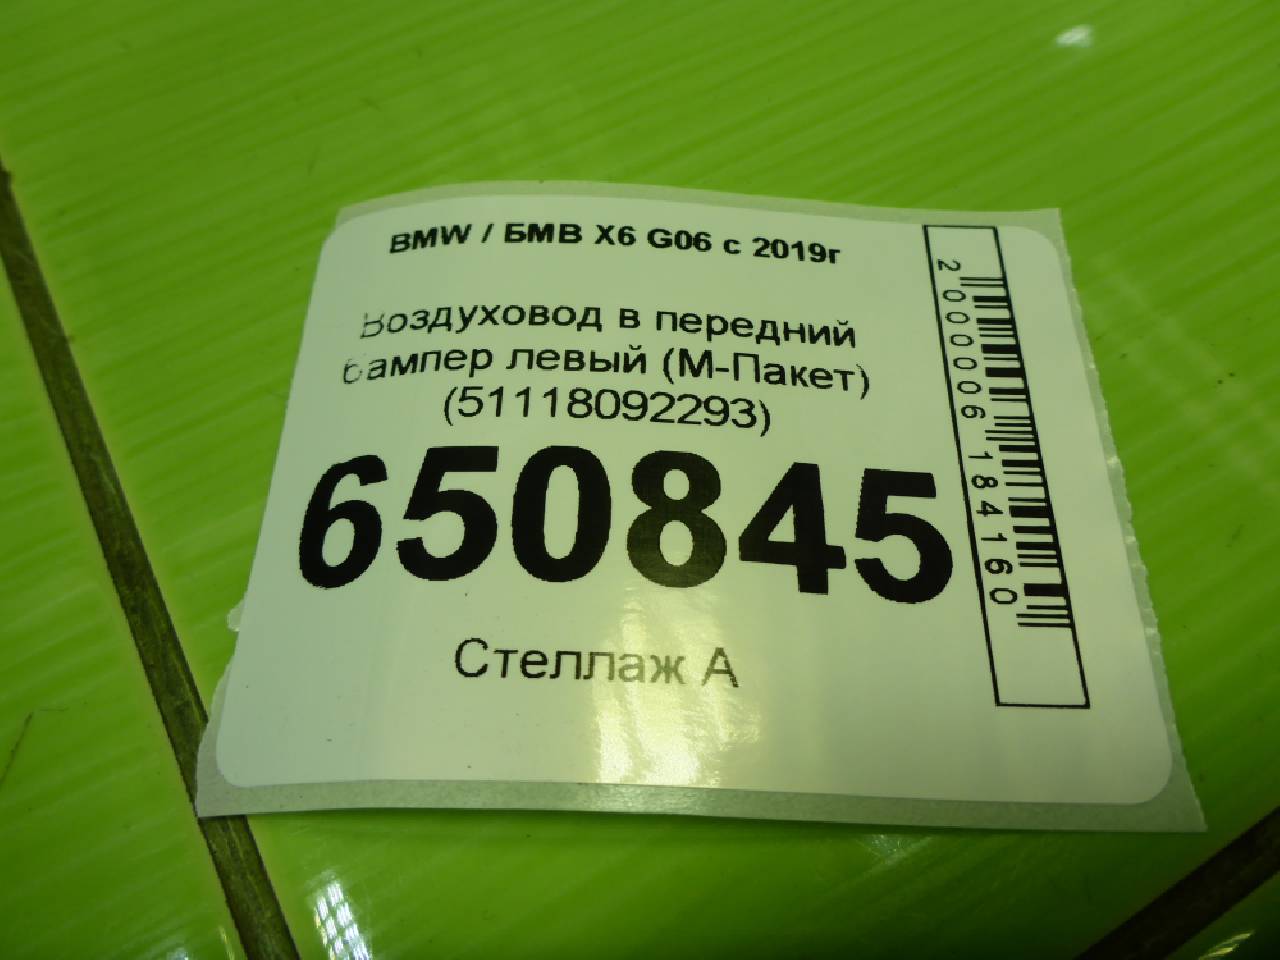 BMW / БМВ X6 G06 с 2019г
Воздуховод в передний
бампер левый (М-Пакет)
(51118092293)
650845
Стеллаж А
2000006184160